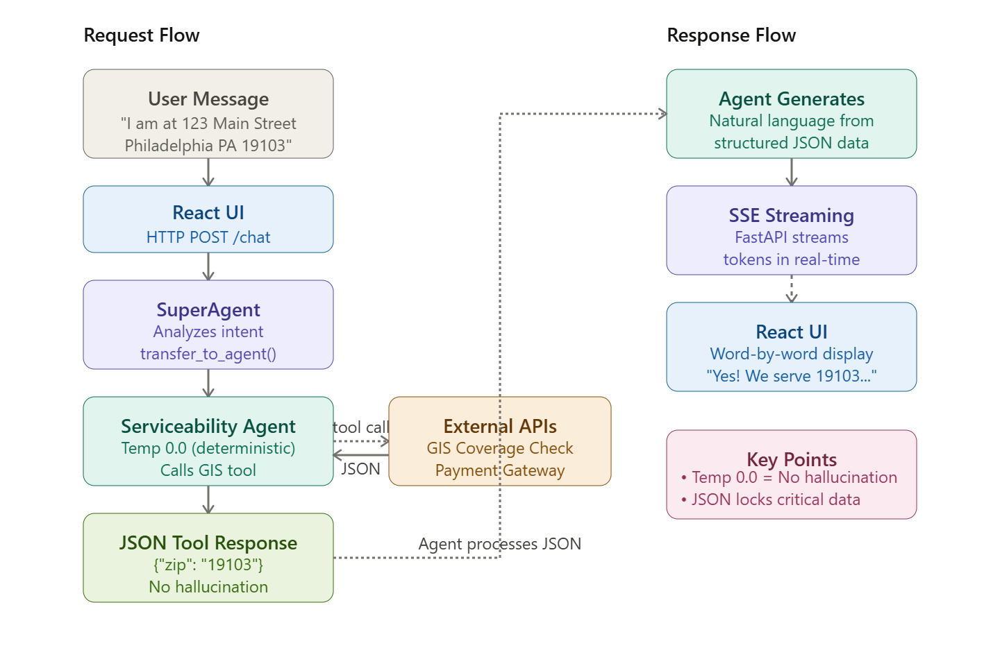 Request Flow
User Message
"I am at 123 Main Street
Philadelphia PA 19103"
React UI
HTTP POST /chat
SuperAgent
Analyzes intent
transfer_to_agent()
Serviceability Agent
Temp 0.0 (deterministic)
Calls GIS tool
tool call
JSON
External APIs
GIS Coverage Check
Payment Gateway
JSON Tool Response
{"zip": "19103"}
No hallucination
Agent processes JSON
Response Flow
Agent Generates
Natural language from
structured JSON data
SSE Streaming
FastAPI streams
tokens in real-time
React UI
Word-by-word display
"Yes! We serve 19103..."
Key Points
• Temp 0.0 = No hallucination
• JSON locks critical data